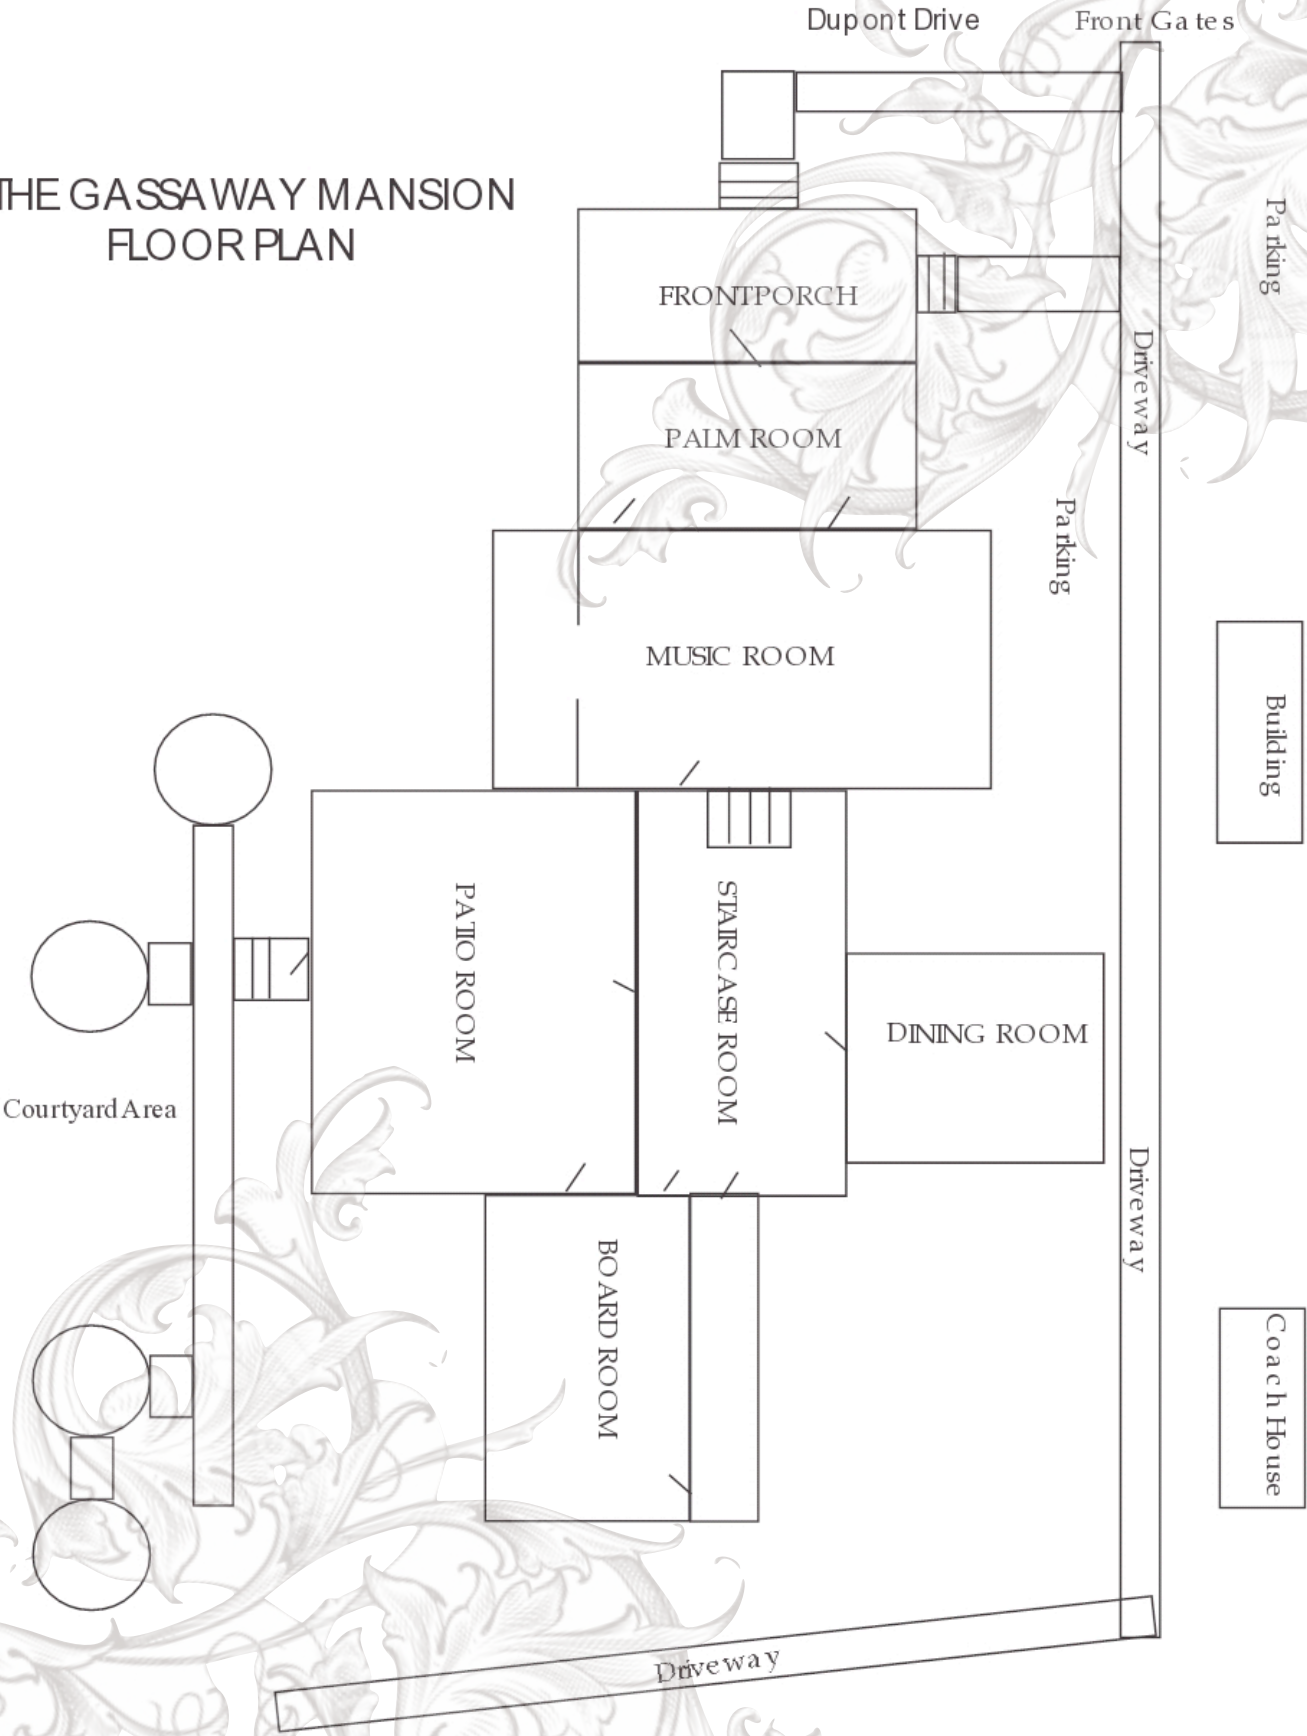 Dupont Drive
Front Gates
THE GASSAWAY MANSION
FLOOR PLAN
Parking
FRONTPORCH
Driveway
PALM ROOM
Parking
MUSIC ROOM
Building
PATIO ROOM
STAIRCASE ROOM
DINING ROOM
Courtyard Area
Driveway
BOARD ROOM
Coach House
Driveway